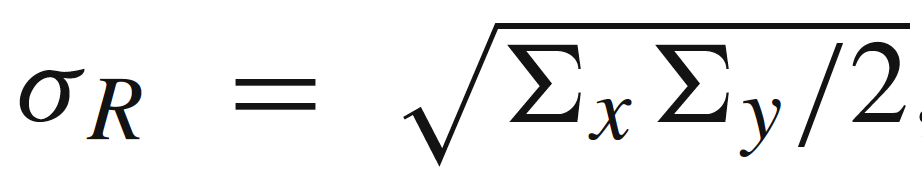 σ_R = √(Σ_x Σ_y/2).